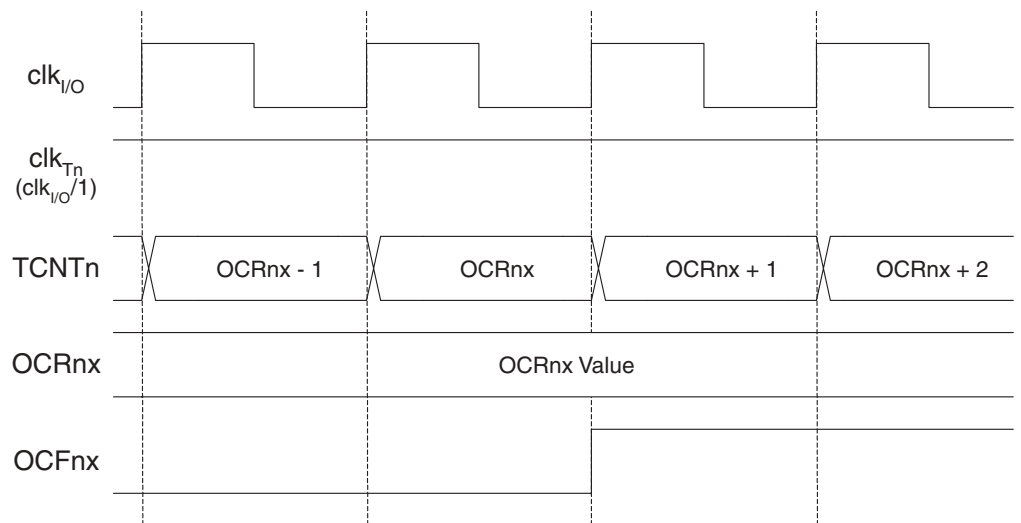 clkI/O
clkTn
(clkI/O/1)
TCNTn OCRnx - 1 OCRnx OCRnx + 1 OCRnx + 2
OCRnx OCRnx Value
OCFnx